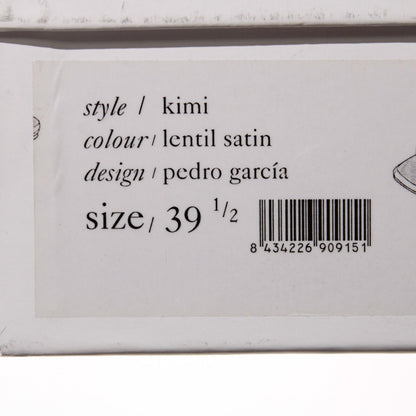 style / kimi
colour / lentil satin
design / pedro garcía
size / 39 1/2
8 434226 909151